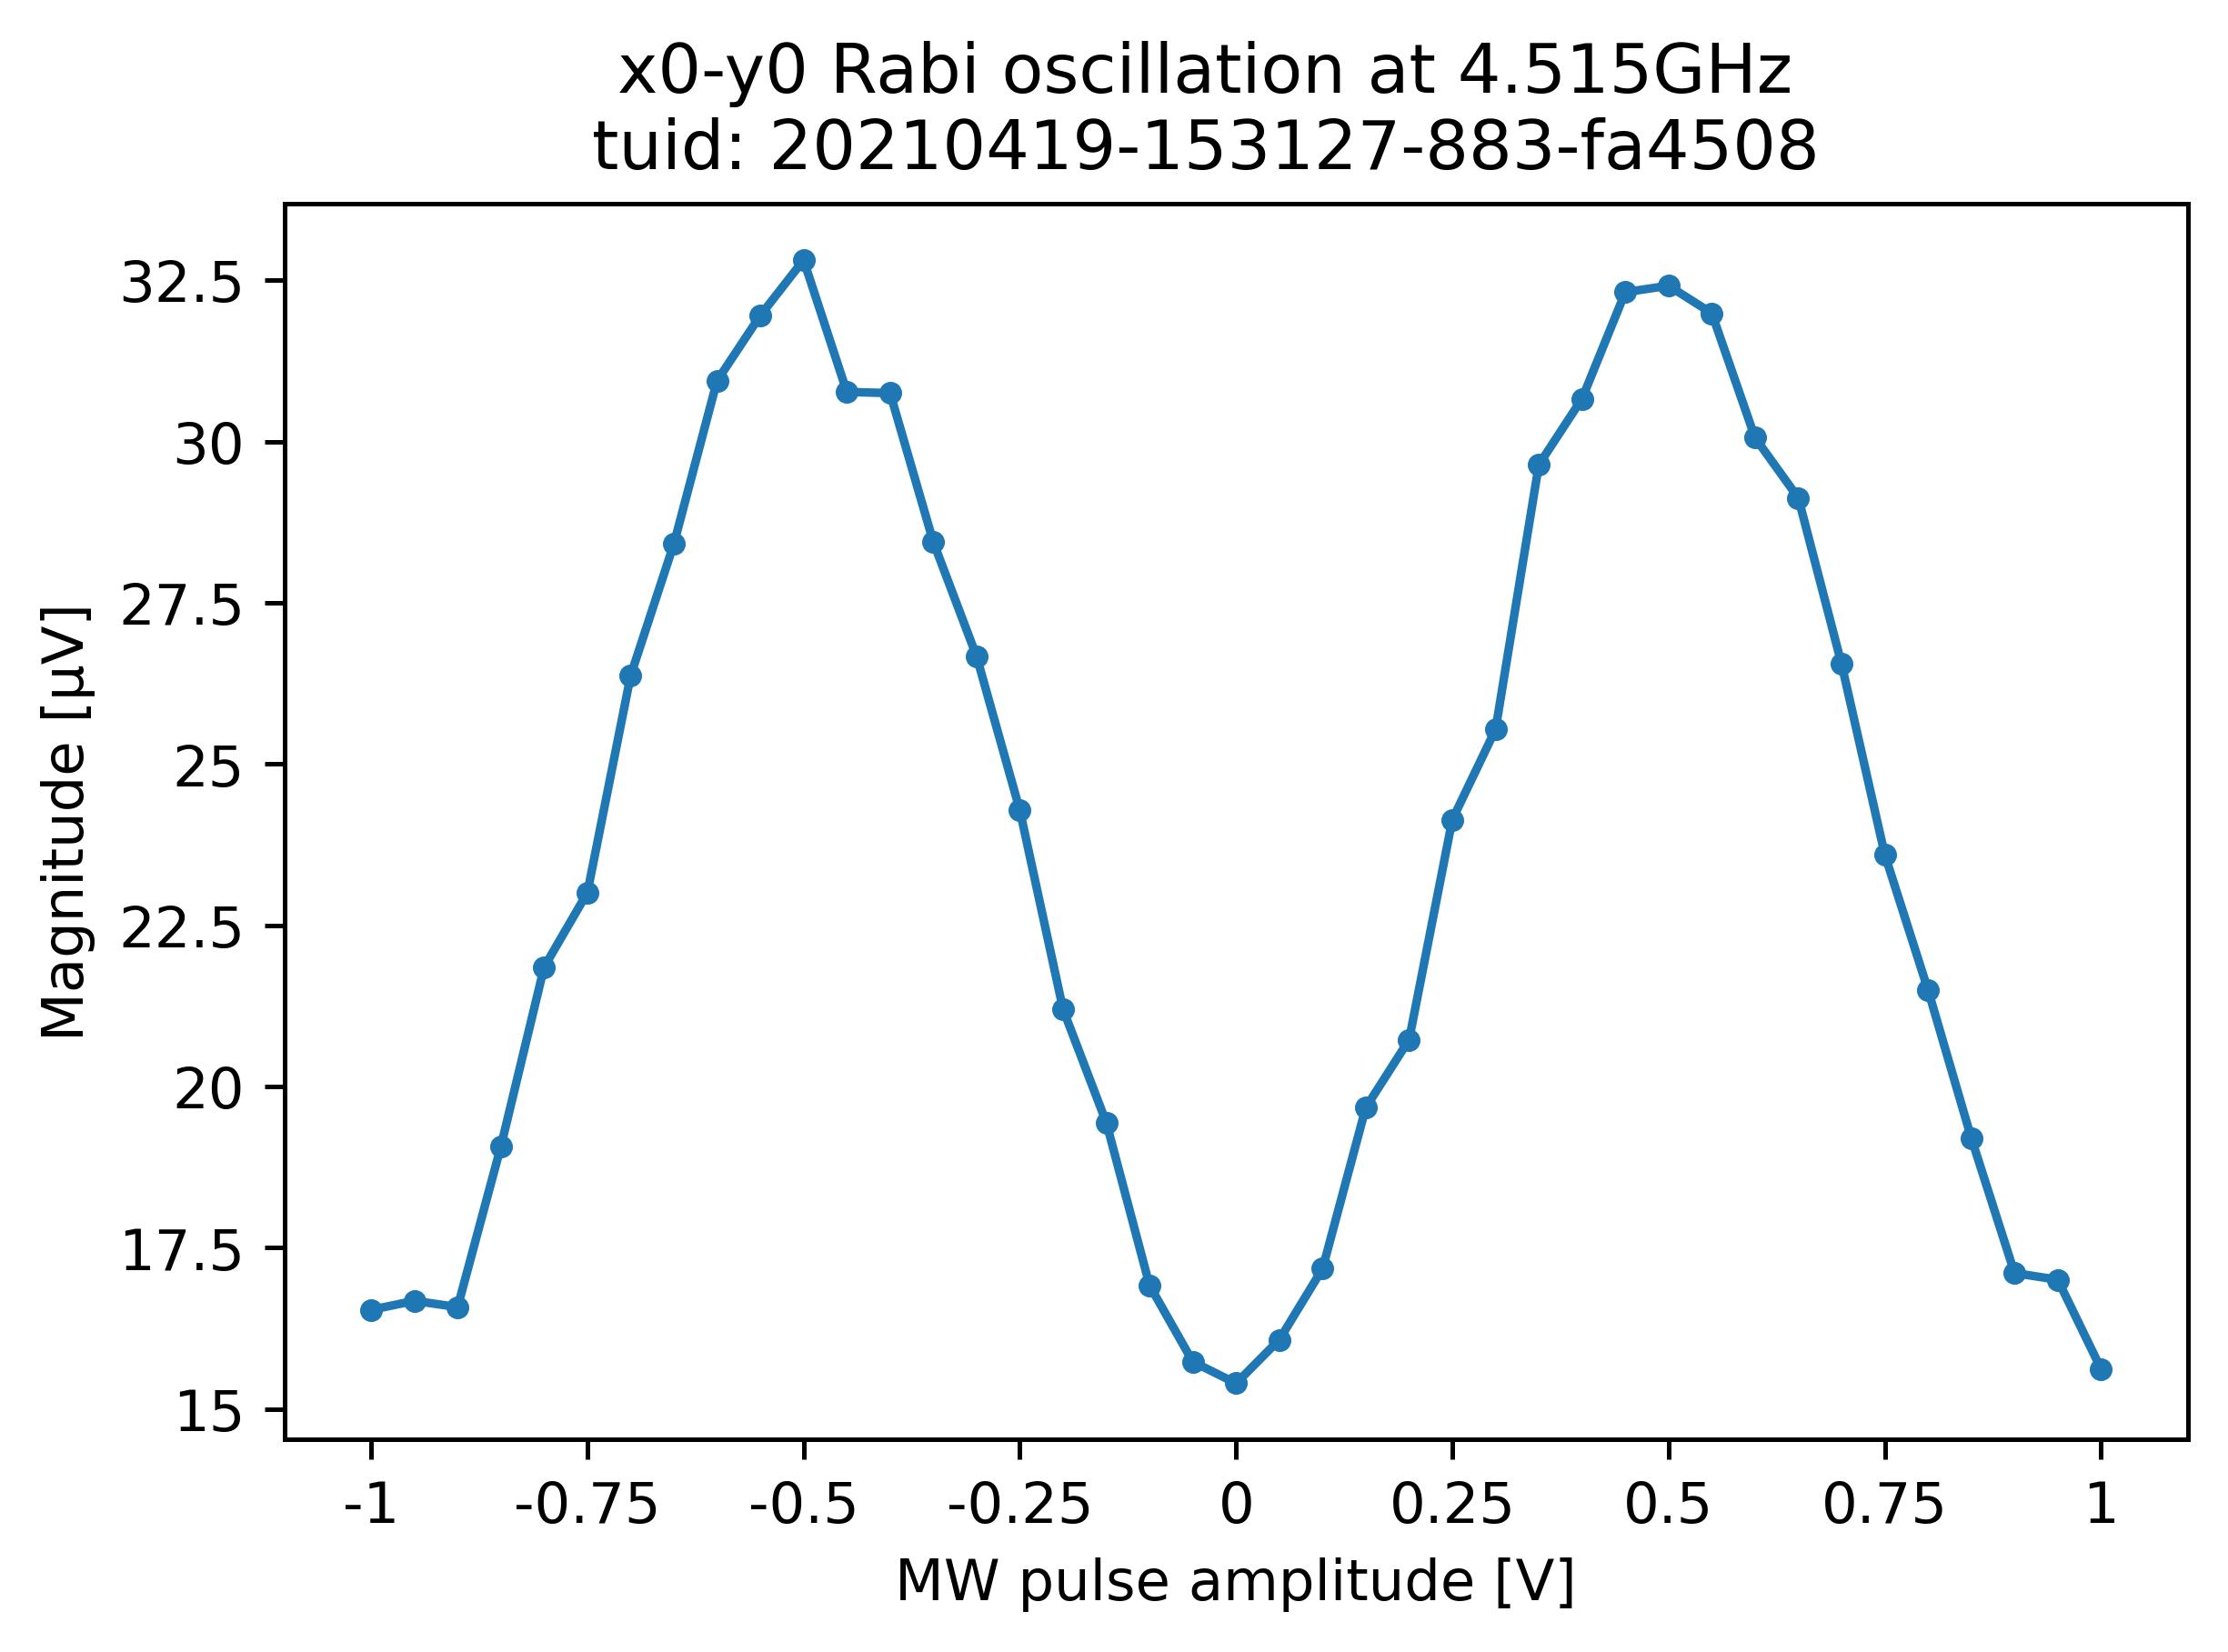 x0-y0 Rabi oscillation at 4.515GHz
tuid: 20210419-153127-883-fa4508
Magnitude [µV]
32.5
30
27.5
25
22.5
20
17.5
15
-1 -0.75 -0.5 -0.25 0 0.25 0.5 0.75 1
MW pulse amplitude [V]